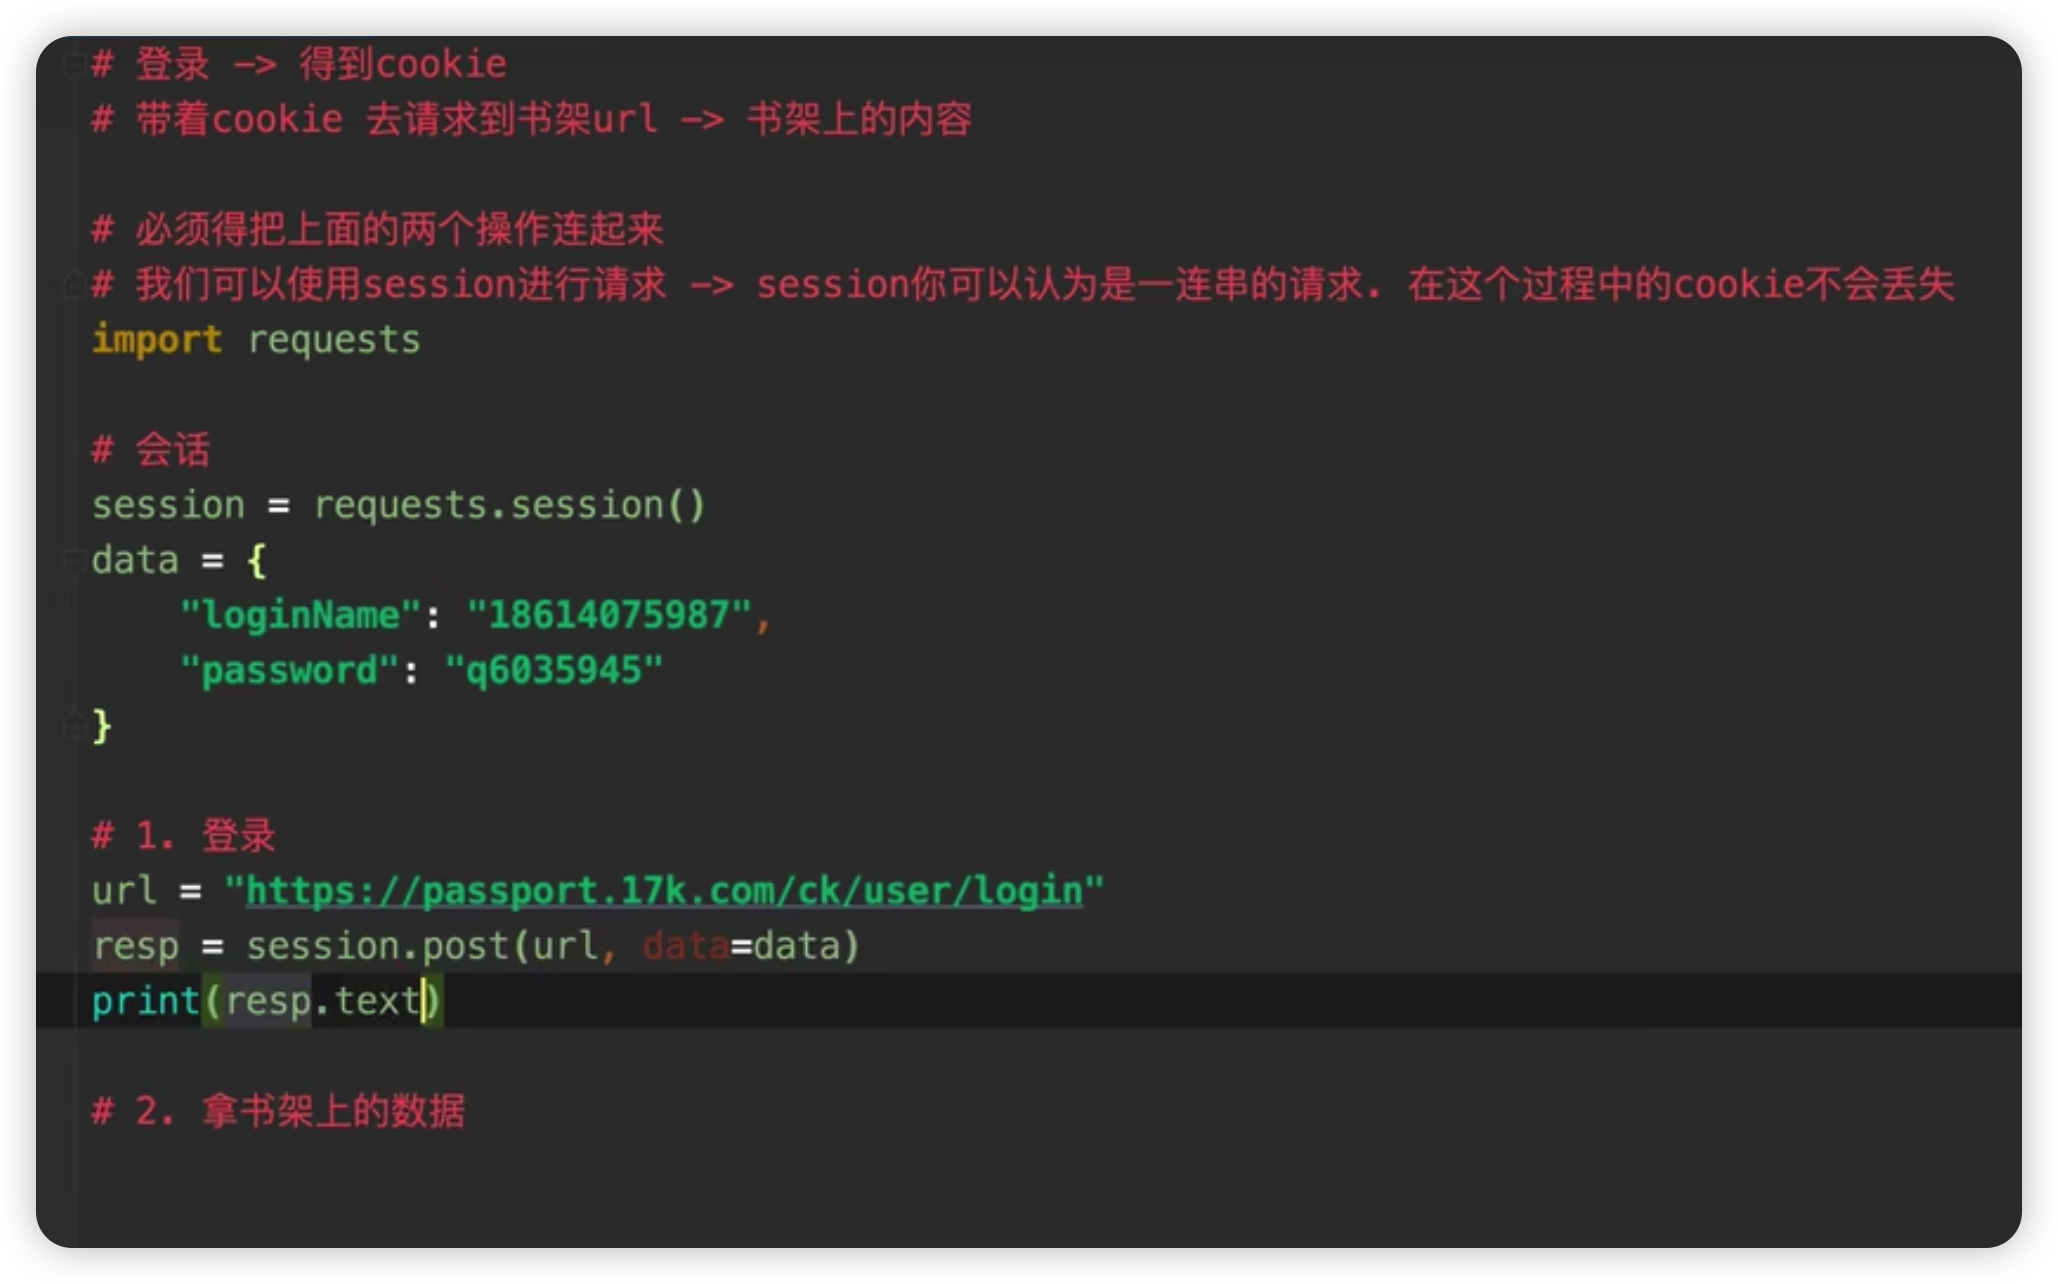 # 登录 -> 得到cookie
# 带着cookie 去请求到书架url -> 书架上的内容
# 必须得把上面的两个操作连起来
# 我们可以使用session进行请求 -> session你可以认为是一连串的请求. 在这个过程中的cookie不会丢失
import requests
# 会话
session = requests.session()
data = {
    "loginName": "18614075987",
    "password": "q6035945"
}
# 1. 登录
url = "https://passport.17k.com/ck/user/login"
resp = session.post(url, data=data)
print(resp.text)
# 2. 拿书架上的数据